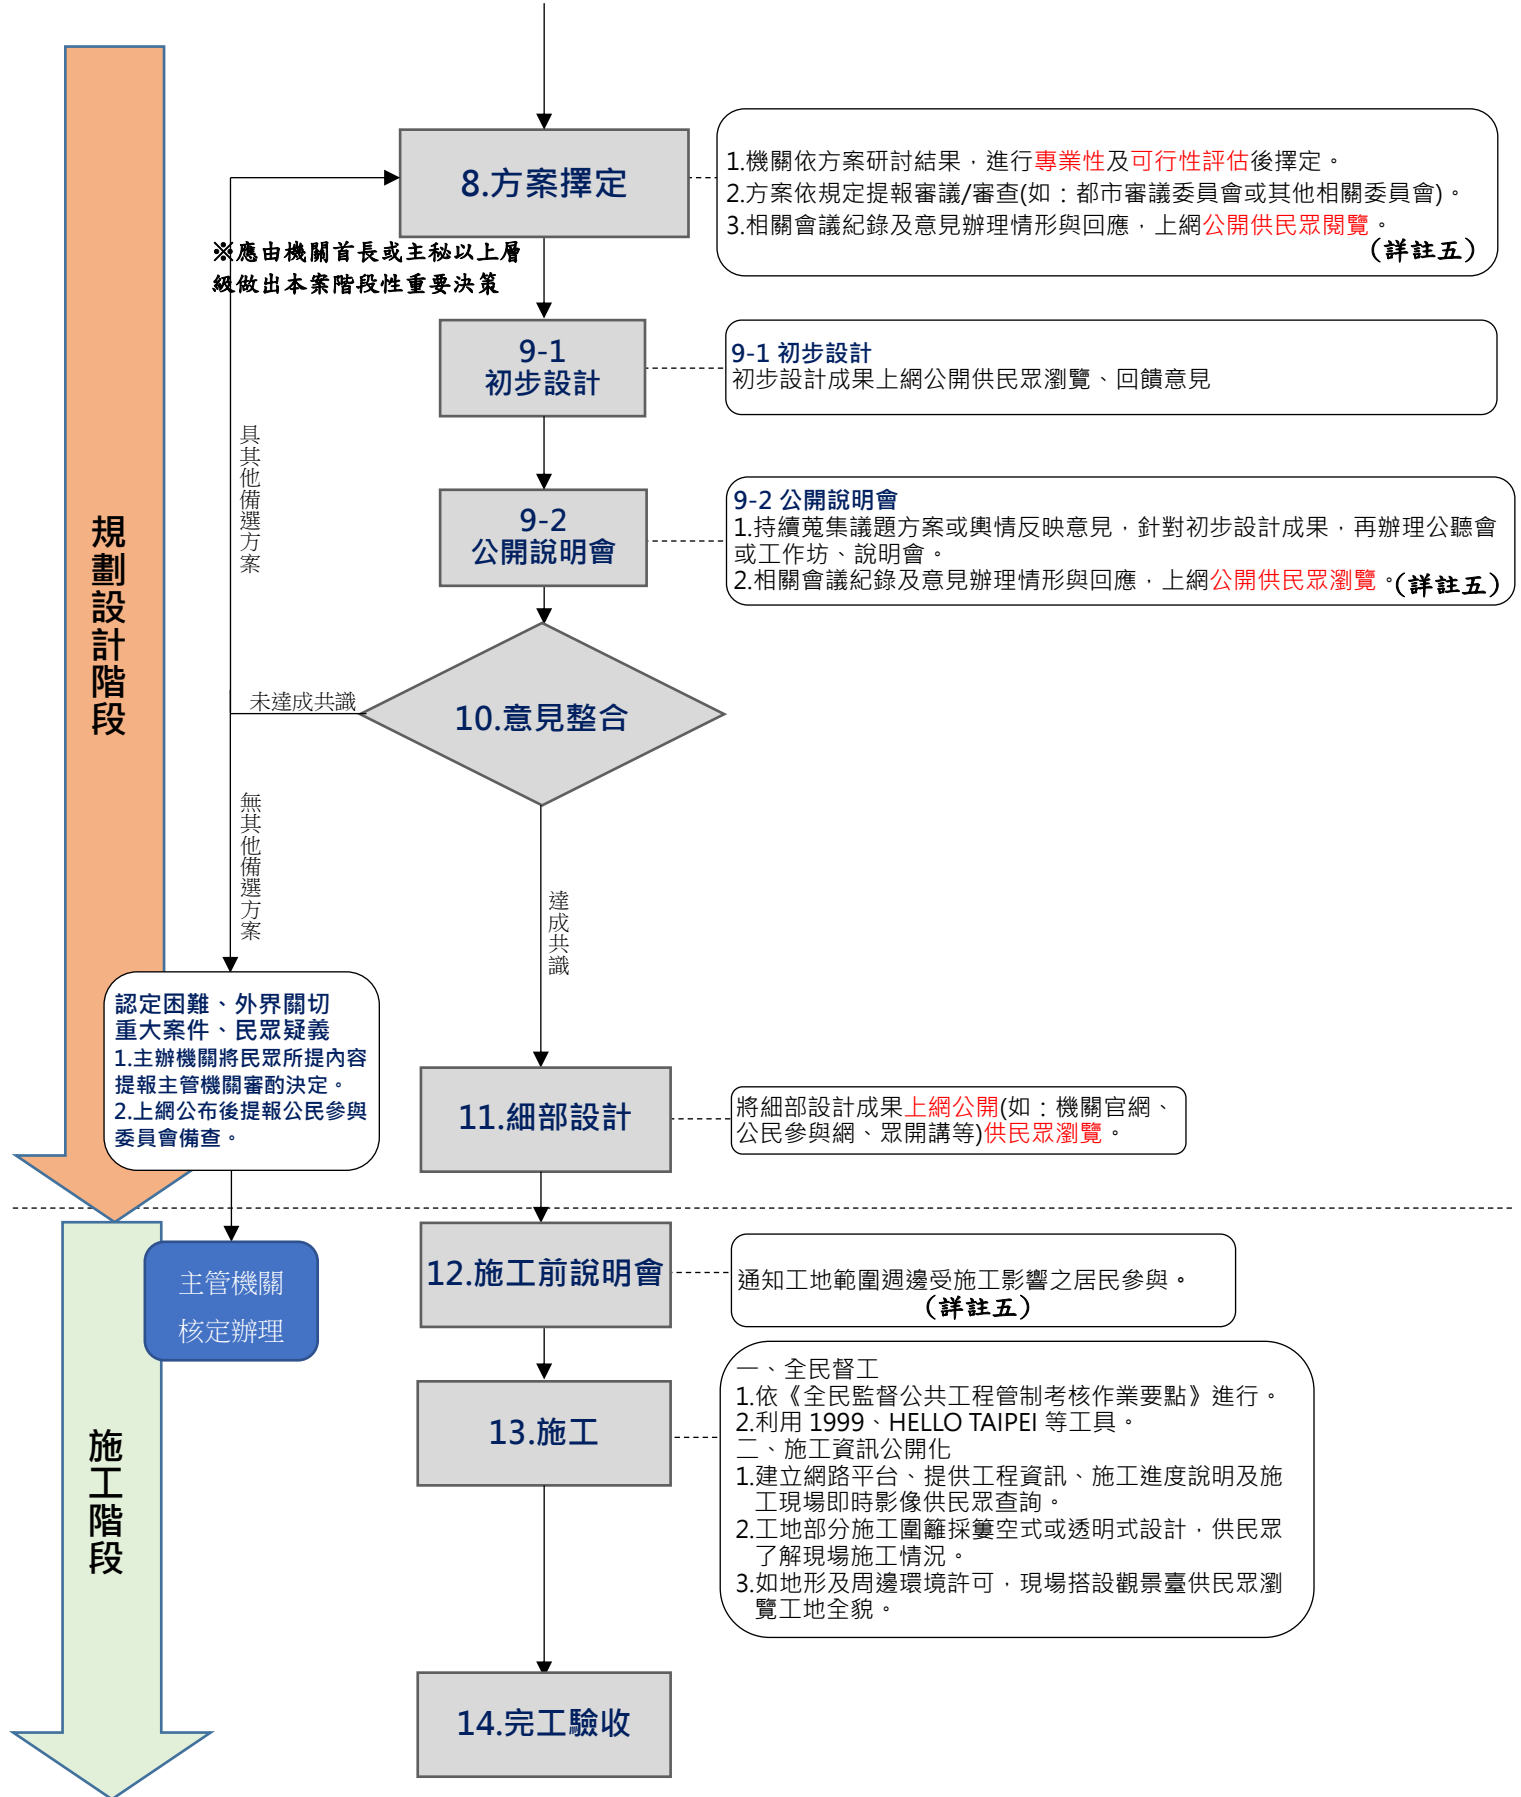 規劃設計階段
8.方案擇定
1.機關依方案研討結果，進行專業性及可行性評估後擇定。
2.方案依規定提報審議/審查(如：都市審議委員會或其他相關委員會)。
3.相關會議紀錄及意見辦理情形與回應，上網公開供民眾閱覽。
(詳註五)
※應由機關首長或主秘以上層
級做出本案階段性重要決策
9-1
初步設計
9-1 初步設計
初步設計成果上網公開供民眾瀏覽、回饋意見
具其他備選方案
9-2
公開說明會
9-2 公開說明會
1.持續蒐集議題方案或輿情反映意見，針對初步設計成果，再辦理公聽會
或工作坊、說明會。
2.相關會議紀錄及意見辦理情形與回應，上網公開供民眾瀏覽。(詳註五)
未達成共識
10.意見整合
無其他備選方案
達成共識
認定困難、外界關切
重大案件、民眾疑義
1.主辦機關將民眾所提內容
提報主管機關審酌決定。
2.上網公布後提報公民參與
委員會備查。
11.細部設計
將細部設計成果上網公開(如：機關官網、
公民參與網、眾開講等)供民眾瀏覽。
施工階段
主管機關
核定辦理
12.施工前說明會
通知工地範圍週邊受施工影響之居民參與。
(詳註五)
13.施工
一、全民督工
1.依《全民監督公共工程管制考核作業要點》進行。
2.利用 1999、HELLO TAIPEI 等工具。
二、施工資訊公開化
1.建立網路平台、提供工程資訊、施工進度說明及施
工現場即時影像供民眾查詢。
2.工地部分施工圍籬採簍空式或透明式設計，供民眾
了解現場施工情況。
3.如地形及周邊環境許可，現場搭設觀景臺供民眾瀏
覽工地全貌。
14.完工驗收